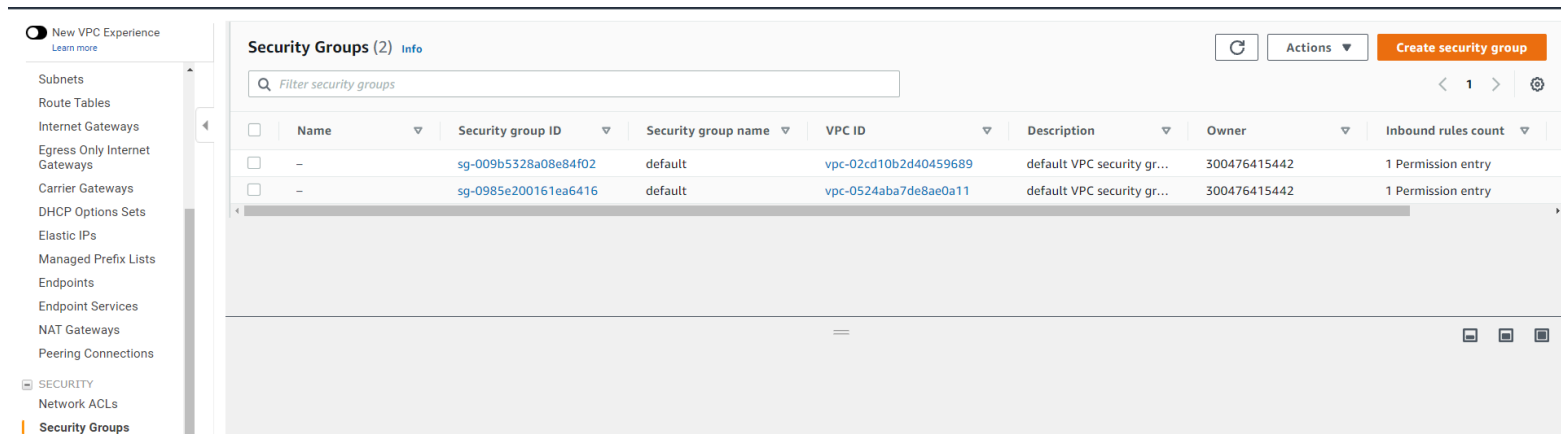 New VPC Experience
Learn more
Subnets
Route Tables
Internet Gateways
Egress Only Internet
Gateways
Carrier Gateways
DHCP Options Sets
Elastic IPs
Managed Prefix Lists
Endpoints
Endpoint Services
NAT Gateways
Peering Connections
SECURITY
Network ACLs
Security Groups
Security Groups (2) Info
Actions
Create security group
Filter security groups
1
Name Security group ID Security group name VPC ID Description Owner Inbound rules count
– sg-009b5328a08e84f02 default vpc-02cd10b2d40459689 default VPC security gr... 300476415442 1 Permission entry
– sg-0985e200161ea6416 default vpc-0524aba7de8ae0a11 default VPC security gr... 300476415442 1 Permission entry